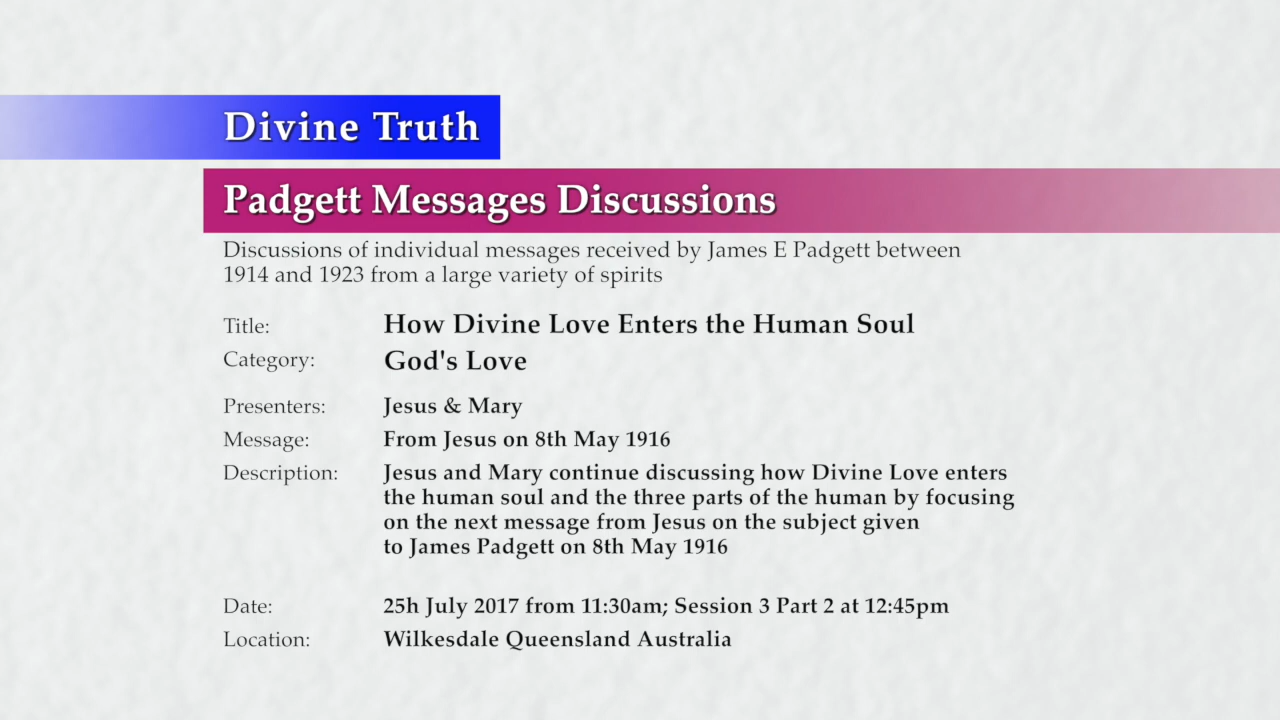 Divine Truth
Padgett Messages Discussions
Discussions of individual messages received by James E Padgett between
1914 and 1923 from a large variety of spirits
Title: How Divine Love Enters the Human Soul
Category: God's Love
Presenters: Jesus & Mary
Message: From Jesus on 8th May 1916
Description: Jesus and Mary continue discussing how Divine Love enters
the human soul and the three parts of the human by focusing
on the next message from Jesus on the subject given
to James Padgett on 8th May 1916
Date: 25h July 2017 from 11:30am; Session 3 Part 2 at 12:45pm
Location: Wilkesdale Queensland Australia